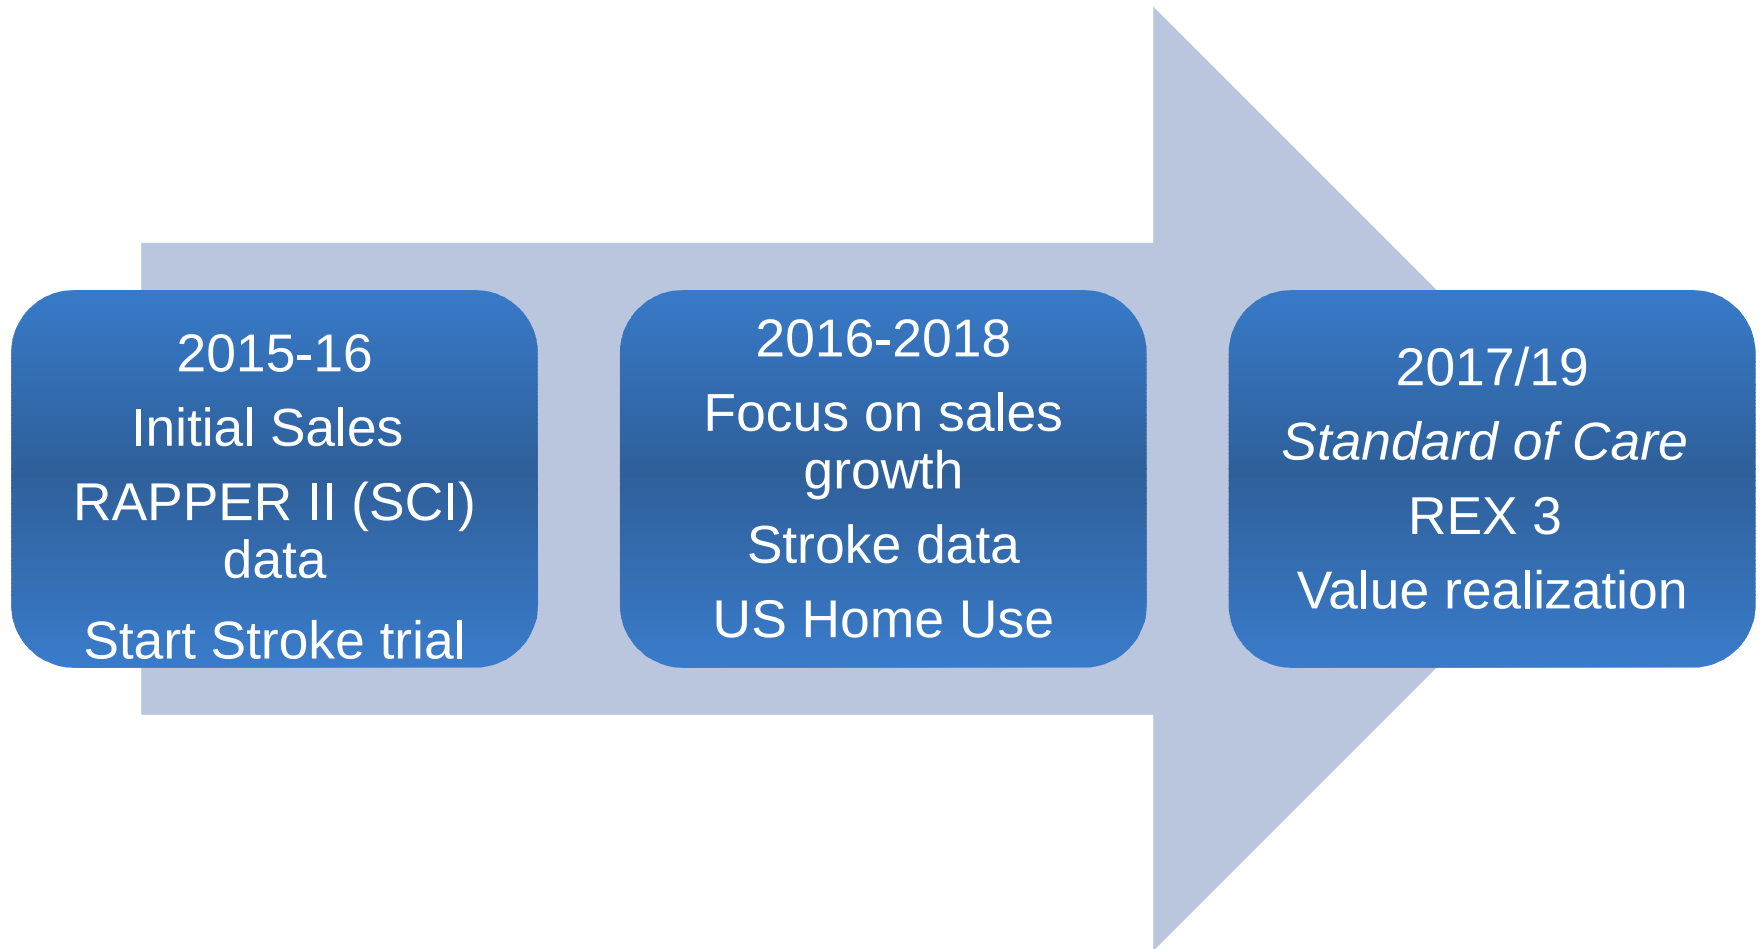 2015-16
Initial Sales
RAPPER II (SCI)
data
Start Stroke trial
2016-2018
Focus on sales
growth
Stroke data
US Home Use
2017/19
Standard of Care
REX 3
Value realization